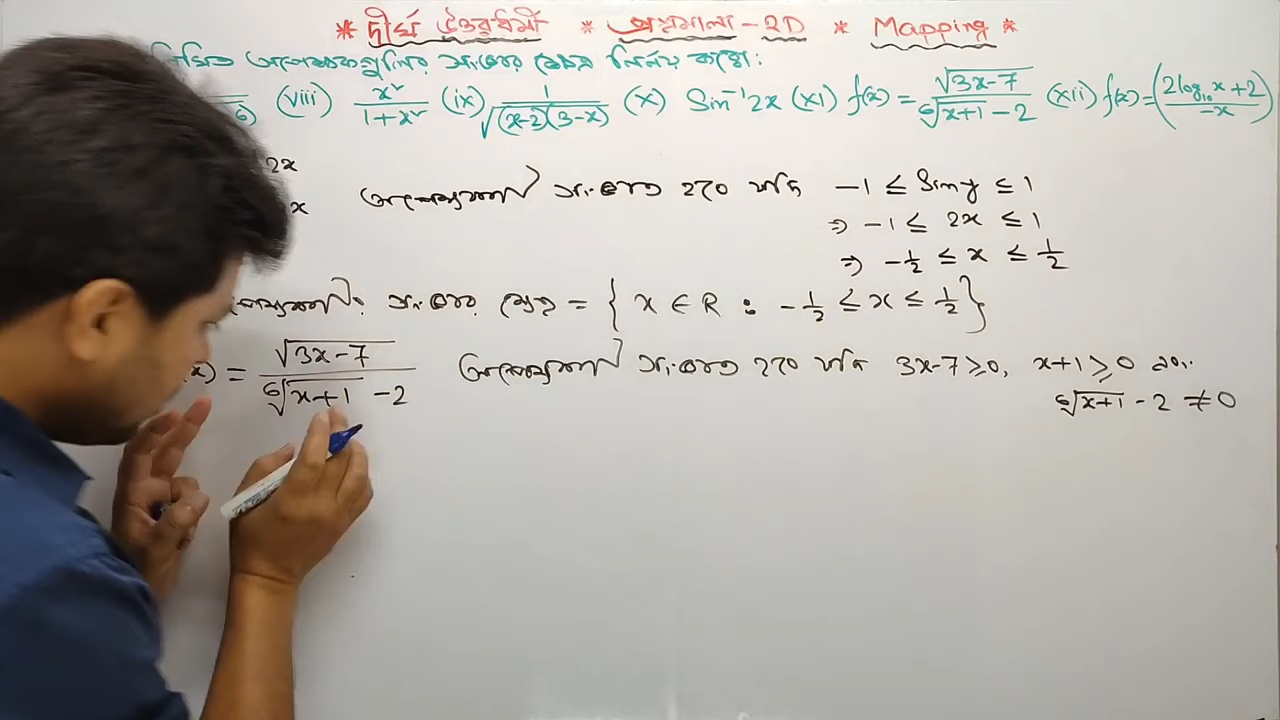 * দীর্ঘ উত্তরধর্মী * প্রশ্নমালা - 2D * Mapping *
অপেক্ষকগুলির সংজ্ঞার ক্ষেত্র নির্ণয় করো:
6) (viii) x²/(1+x²) (ix) 1/√((x-2)(3-x)) (x) Sin⁻¹2x (xi) f(x) = √(3x-7)/(⁶√(x+1) - 2) (xii) f(x) = ((2log₁₀x+2)/-x)
2x
x অপেক্ষকটি সংজ্ঞাত হবে যদি -1 ≤ Siny ≤ 1
⇒ -1 ≤ 2x ≤ 1
⇒ -1/2 ≤ x ≤ 1/2
সংজ্ঞার ক্ষেত্র = { x ∈ R : -1/2 ≤ x ≤ 1/2 };
x) = √(3x-7)/(⁶√(x+1) - 2) অপেক্ষকটি সংজ্ঞাত হবে যদি 3x-7 ≥ 0, x+1 ≥ 0 এবং
⁶√(x+1) - 2 ≠ 0